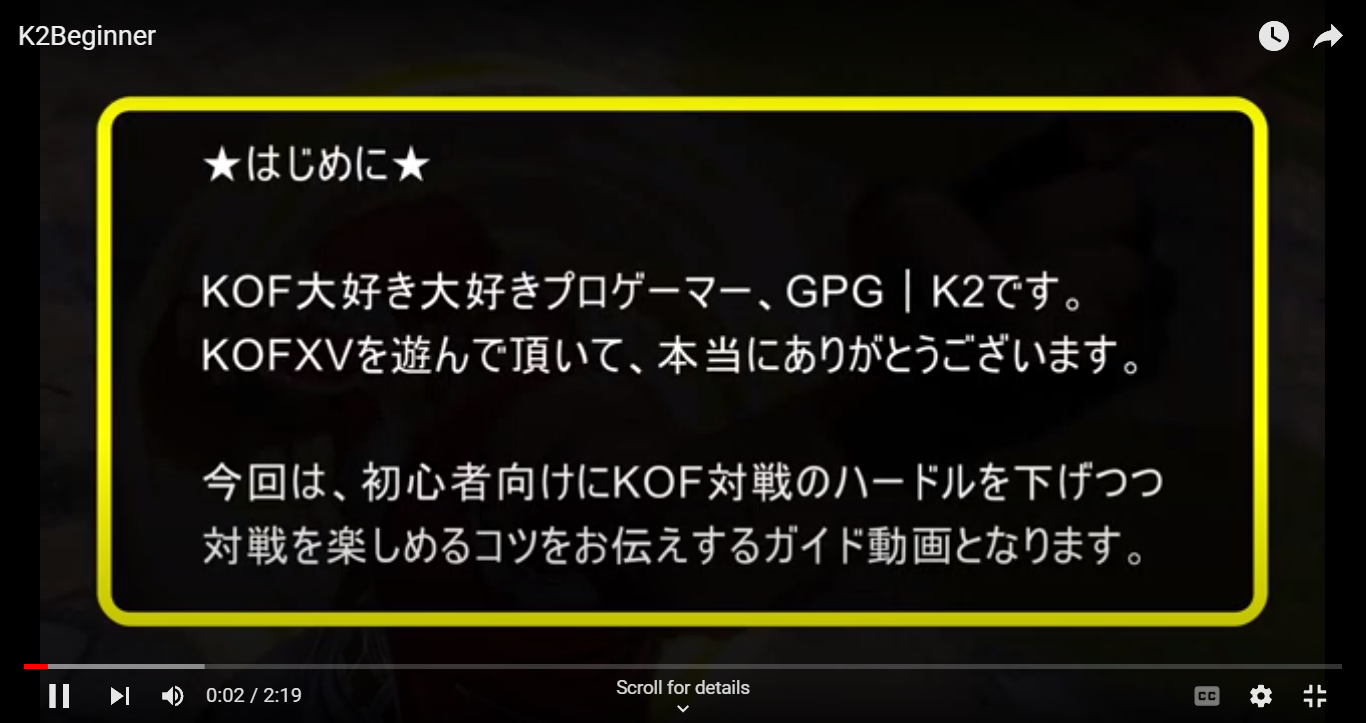 K2Beginner
★はじめに★
KOF大好き大好きプロゲーマー、GPG｜K2です。
KOFXVを遊んで頂いて、本当にありがとうございます。
今回は、初心者向けにKOF対戦のハードルを下げつつ
対戦を楽しめるコツをお伝えするガイド動画となります。
0:02 / 2:19
Scroll for details
CC